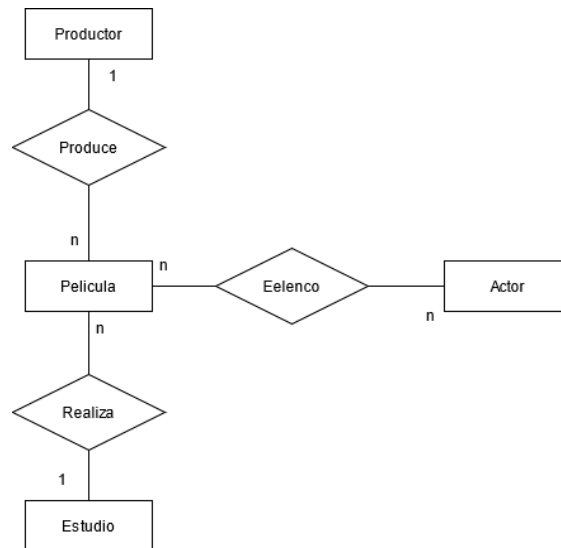 Productor
1
Produce
n
Pelicula
n
Eelenco
Actor
n
n
Realiza
1
Estudio